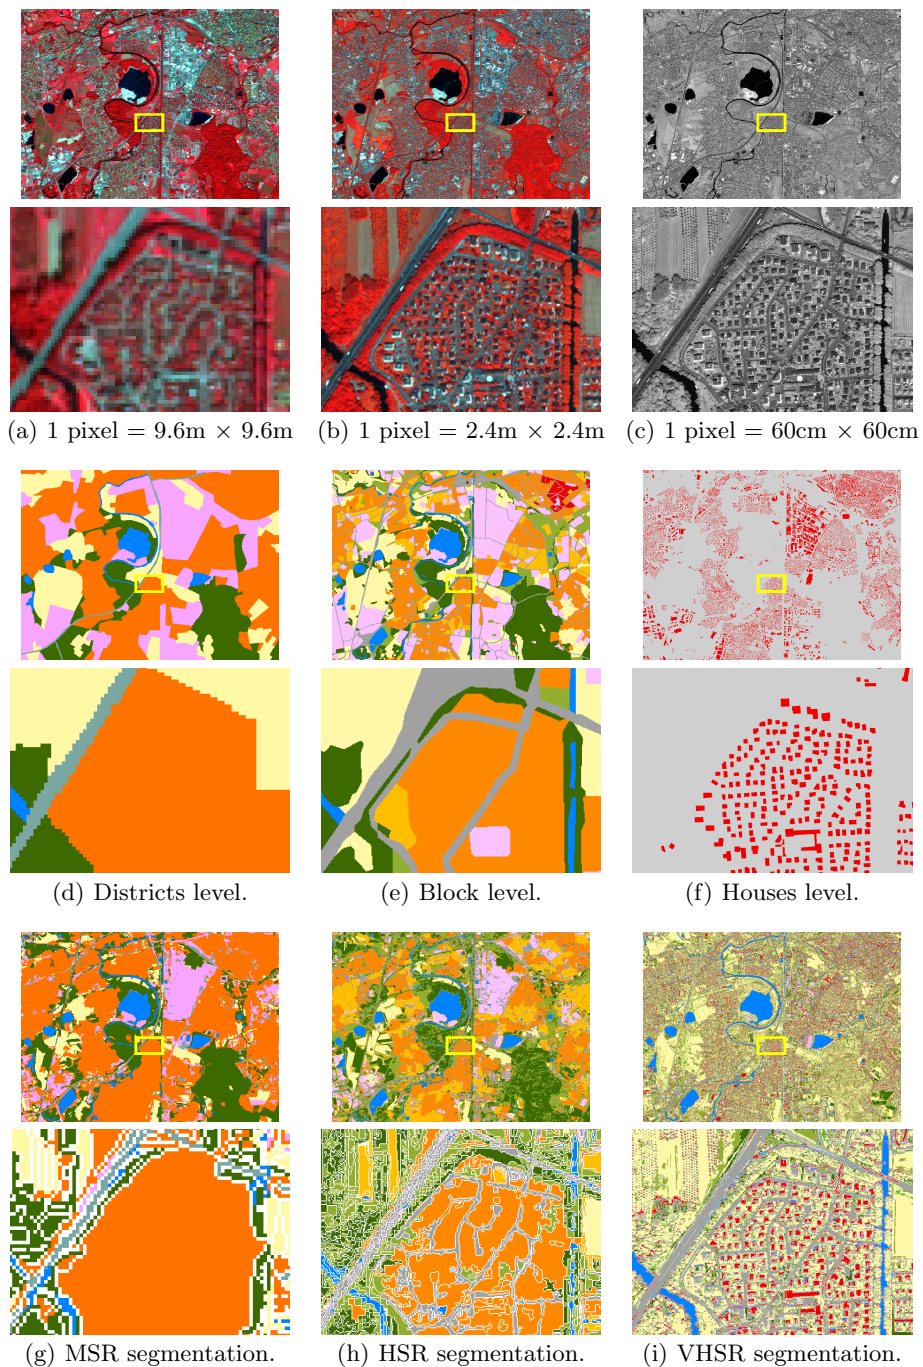 (a) 1 pixel = 9.6m × 9.6m
(b) 1 pixel = 2.4m × 2.4m
(c) 1 pixel = 60cm × 60cm
(d) Districts level.
(e) Block level.
(f) Houses level.
(g) MSR segmentation.
(h) HSR segmentation.
(i) VHSR segmentation.